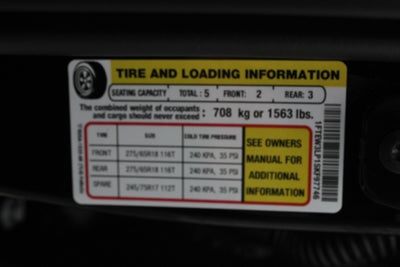 TIRE AND LOADING INFORMATION
SEATING CAPACITY TOTAL: 5 FRONT: 2 REAR: 3
The combined weight of occupants
and cargo should never exceed : 708 kg or 1563 lbs.
TIRE SIZE COLD TIRE PRESSURE
FRONT 275/65R18 116T 240 KPA, 35 PSI
REAR 275/65R18 116T 240 KPA, 35 PSI
SPARE 245/75R17 112T 240 KPA, 35 PSI
SEE OWNERS
MANUAL FOR
ADDITIONAL
INFORMATION
1FTEW3LP1SKF97746